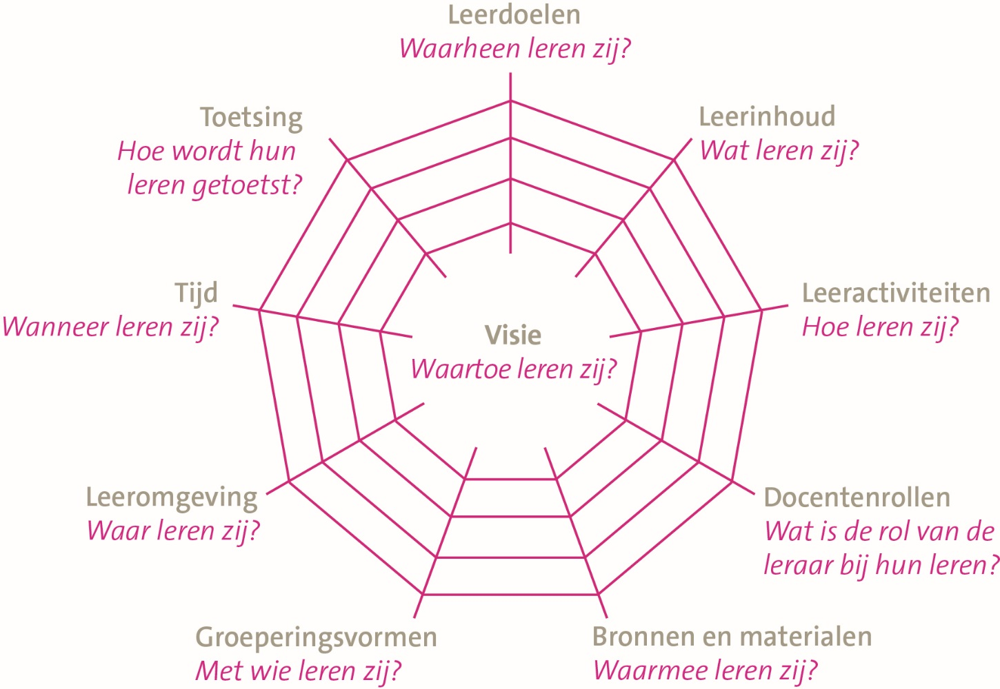 Leerdoelen
Waarheen leren zij?
Leerinhoud
Wat leren zij?
Leeractiviteiten
Hoe leren zij?
Docentenrollen
Wat is de rol van de
leraar bij hun leren?
Bronnen en materialen
Waarmee leren zij?
Groeperingsvormen
Met wie leren zij?
Leeromgeving
Waar leren zij?
Tijd
Wanneer leren zij?
Toetsing
Hoe wordt hun
leren getoetst?
Visie
Waartoe leren zij?